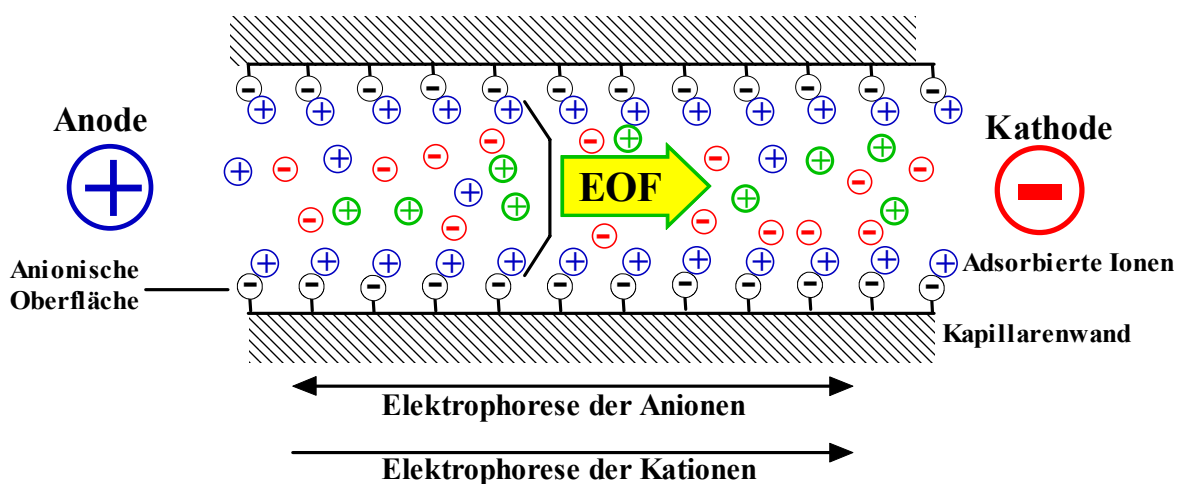 Anode
Kathode
EOF
Anionische
Oberfläche
Adsorbierte Ionen
Kapillarenwand
Elektrophorese der Anionen
Elektrophorese der Kationen